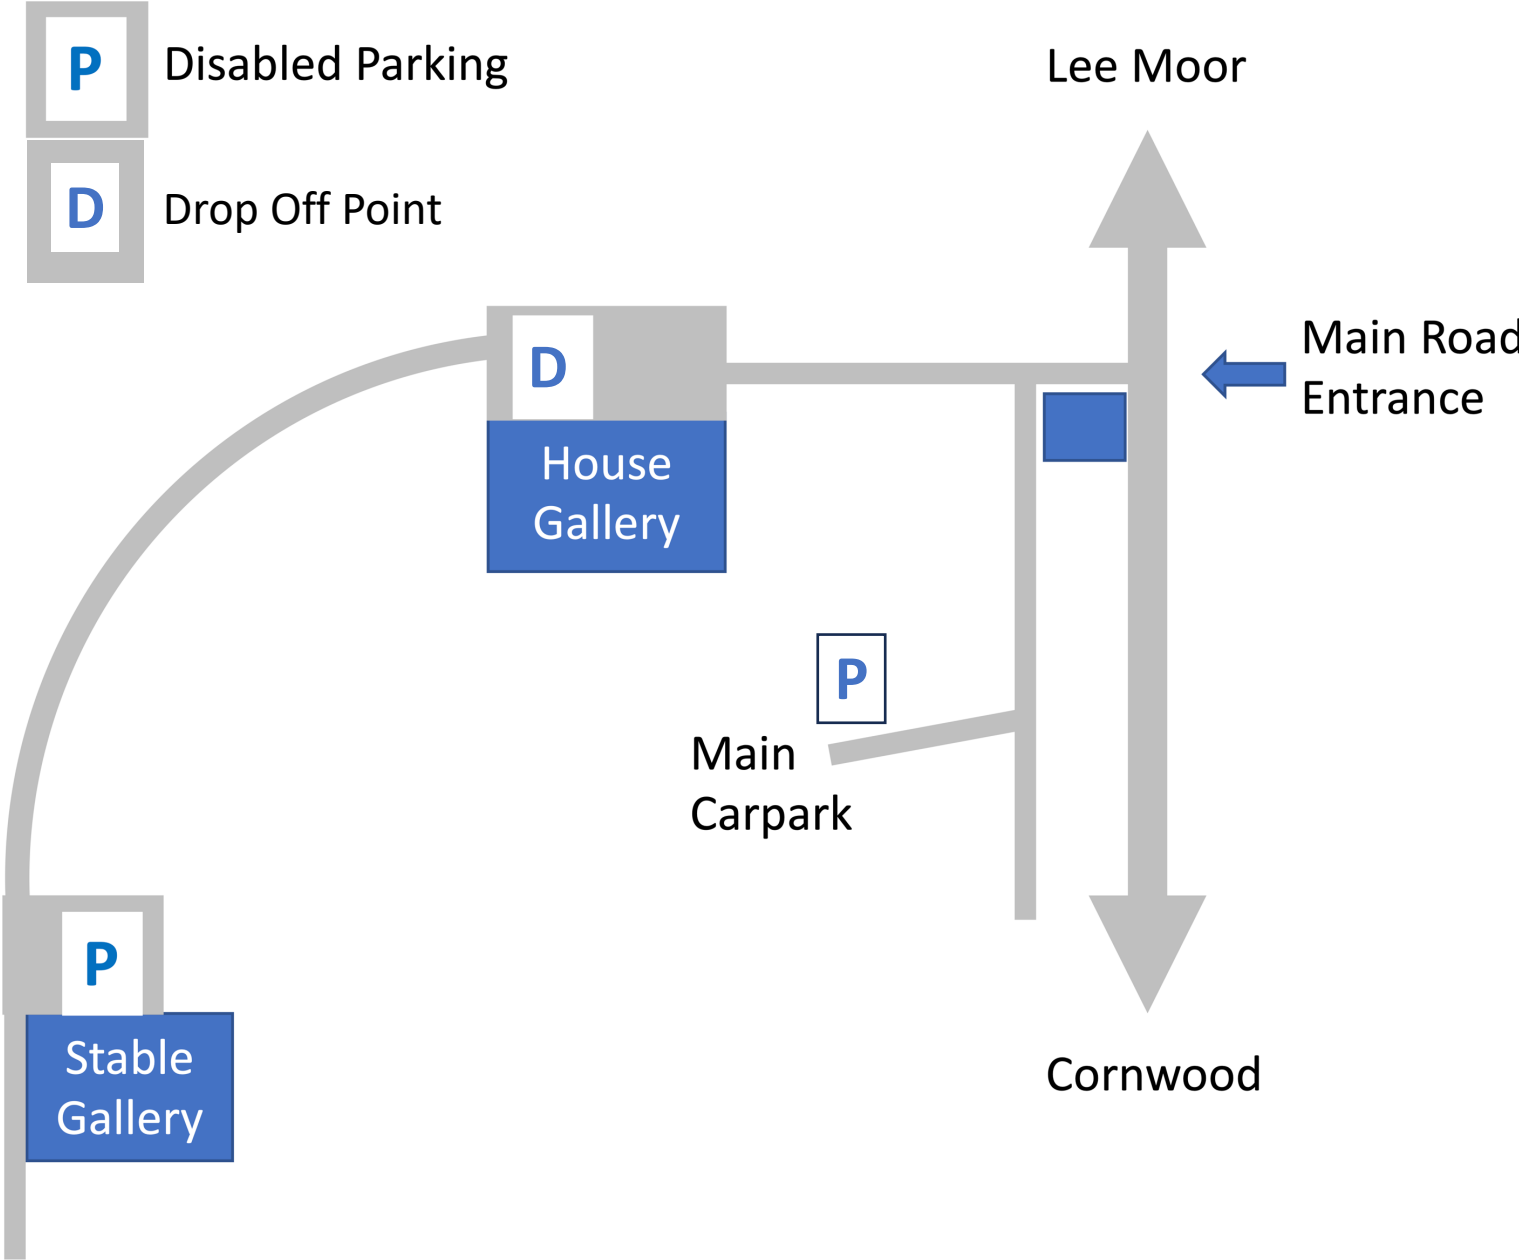 P
Disabled Parking
D
Drop Off Point
Lee Moor
Main Road
Entrance
D
House
Gallery
P
Main
Carpark
P
Stable
Gallery
Cornwood